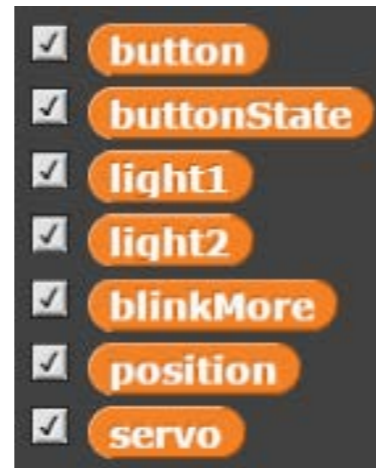 button
buttonState
light1
light2
blinkMore
position
servo